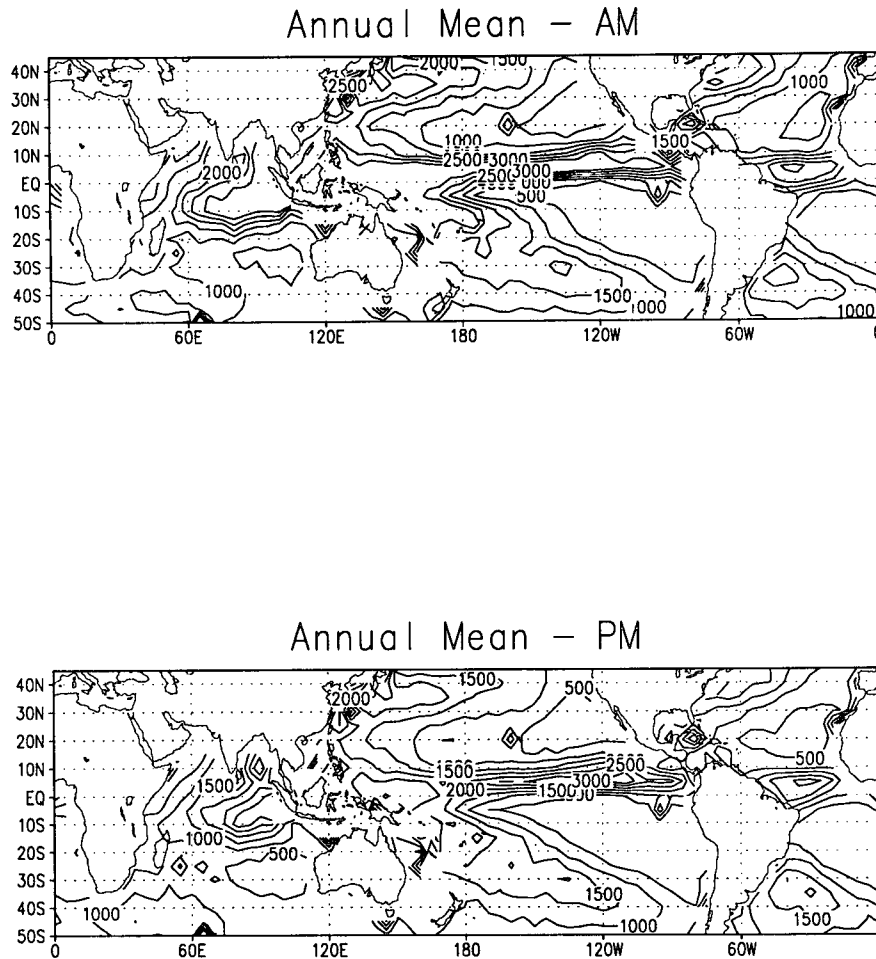 Annual Mean – AM
2000 1500
40N 2500 1000
30N
20N 1000 1500
10N 2000 2500 3000
EQ 2500 3000
10S 500
20S
30S
40S 1000 1500 1000 1000
50S
0 60E 120E 180 120W 60W
Annual Mean – PM
40N 2000 1500 500
30N
20N
10N 1500 1500 2500 500
EQ 2000 1500 3000
10S 1000
20S 500
30S
40S 1000 1500 1000 1500
50S
0 60E 120E 180 120W 60W